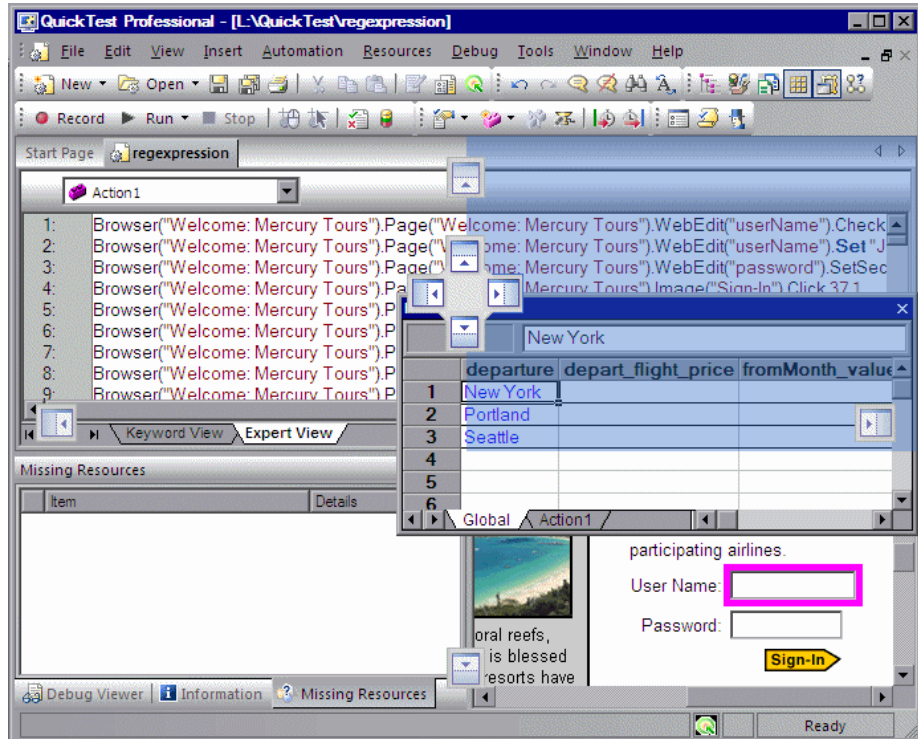 QuickTest Professional - [L:\QuickTest\regexpression]
File Edit View Insert Automation Resources Debug Tools Window Help
New Open
Record Run Stop
Start Page regexpression
Action1
1: Browser("Welcome: Mercury Tours").Page("Welcome: Mercury Tours").WebEdit("userName").Check
2: Browser("Welcome: Mercury Tours").Page("W ome: Mercury Tours").WebEdit("userName").Set "J
3: Browser("Welcome: Mercury Tours").Page(" ome: Mercury Tours").WebEdit("password").SetSec
4: Browser("Welcome: Mercury Tours").Pa Mercury Tours").Image("Sign-In").Click 37,1
5: Browser("Welcome: Mercury Tours").P
6: Browser("Welcome: Mercury Tours").P
7: Browser("Welcome: Mercury Tours").P
8: Browser("Welcome: Mercury Tours").P
9: Browser("Welcome: Mercury Tours").P
Keyword View Expert View
New York
departure depart_flight_price fromMonth_value
1 New York
2 Portland
3 Seattle
4
5
6
Global Action1
Missing Resources
Item Details
participating airlines.
User Name:
Password:
Sign-In
oral reefs,
is blessed
resorts have
Debug Viewer Information Missing Resources
Ready